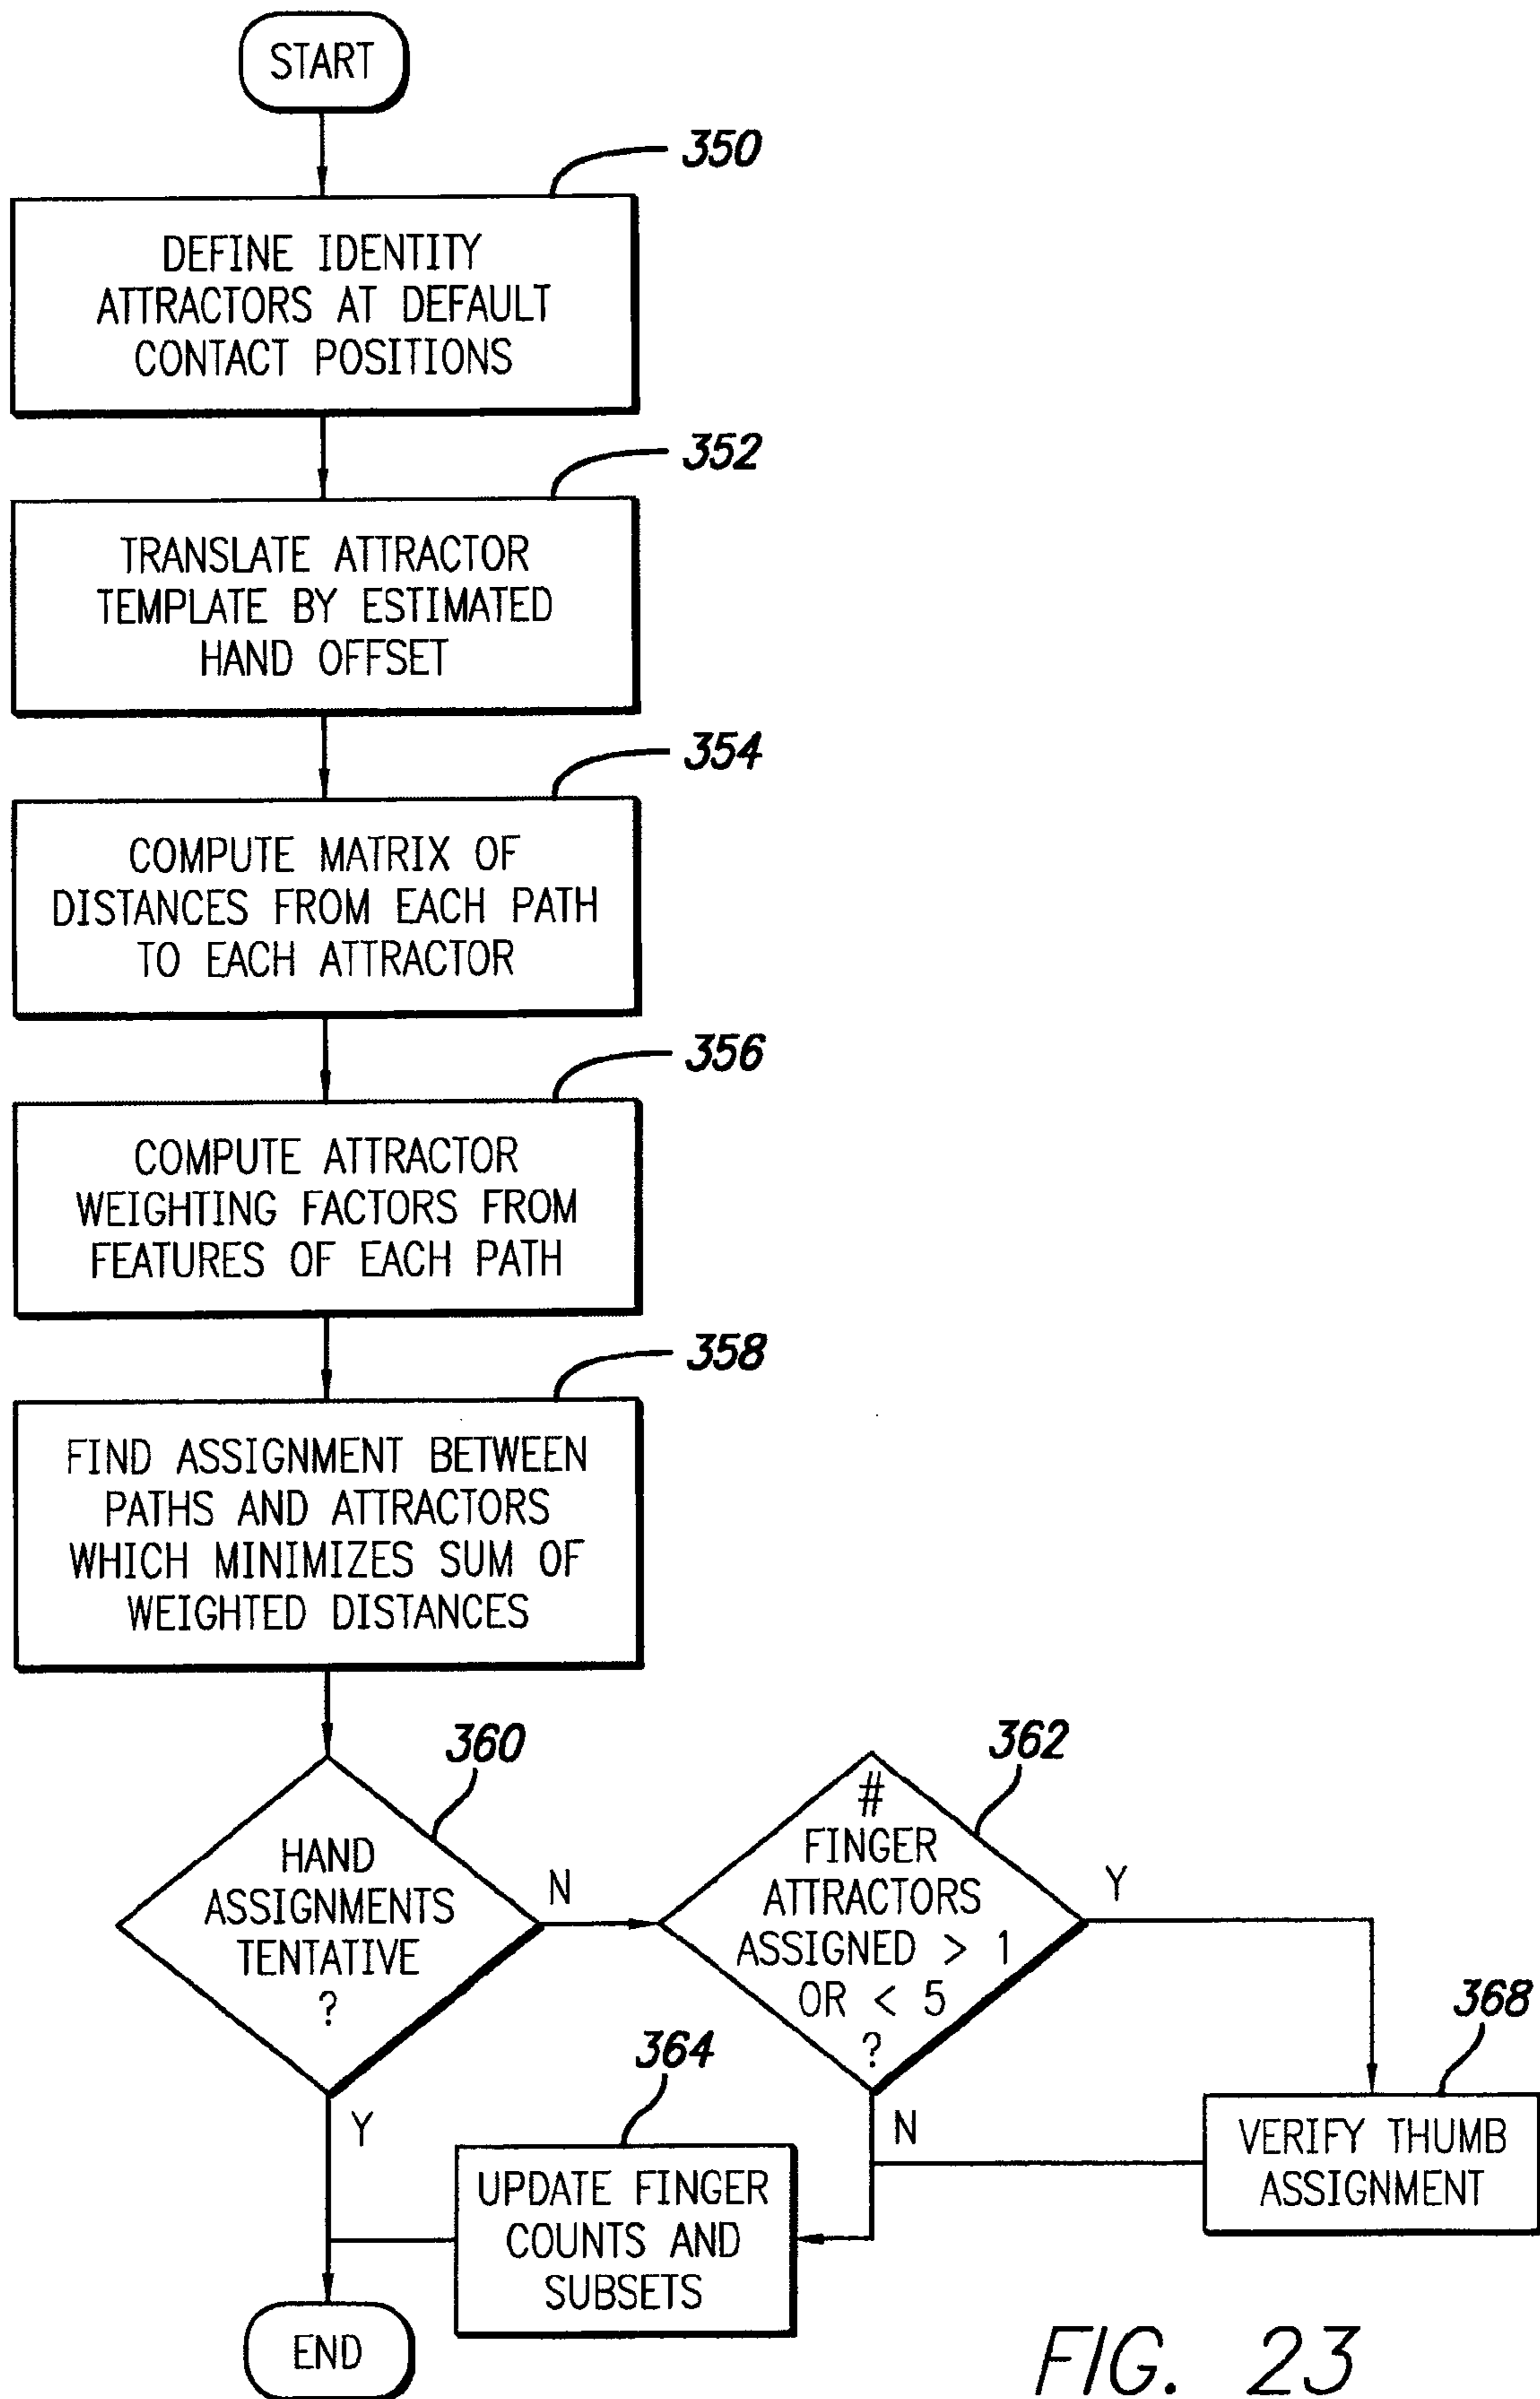 START
350
DEFINE IDENTITY
ATTRACTORS AT DEFAULT
CONTACT POSITIONS
352
TRANSLATE ATTRACTOR
TEMPLATE BY ESTIMATED
HAND OFFSET
354
COMPUTE MATRIX OF
DISTANCES FROM EACH PATH
TO EACH ATTRACTOR
356
COMPUTE ATTRACTOR
WEIGHTING FACTORS FROM
FEATURES OF EACH PATH
358
FIND ASSIGNMENT BETWEEN
PATHS AND ATTRACTORS
WHICH MINIMIZES SUM OF
WEIGHTED DISTANCES
360
HAND
ASSIGNMENTS
TENTATIVE
?
N
Y
362
#
FINGER
ATTRACTORS
ASSIGNED > 1
OR < 5
?
Y
N
368
VERIFY THUMB
ASSIGNMENT
364
UPDATE FINGER
COUNTS AND
SUBSETS
END
FIG. 23